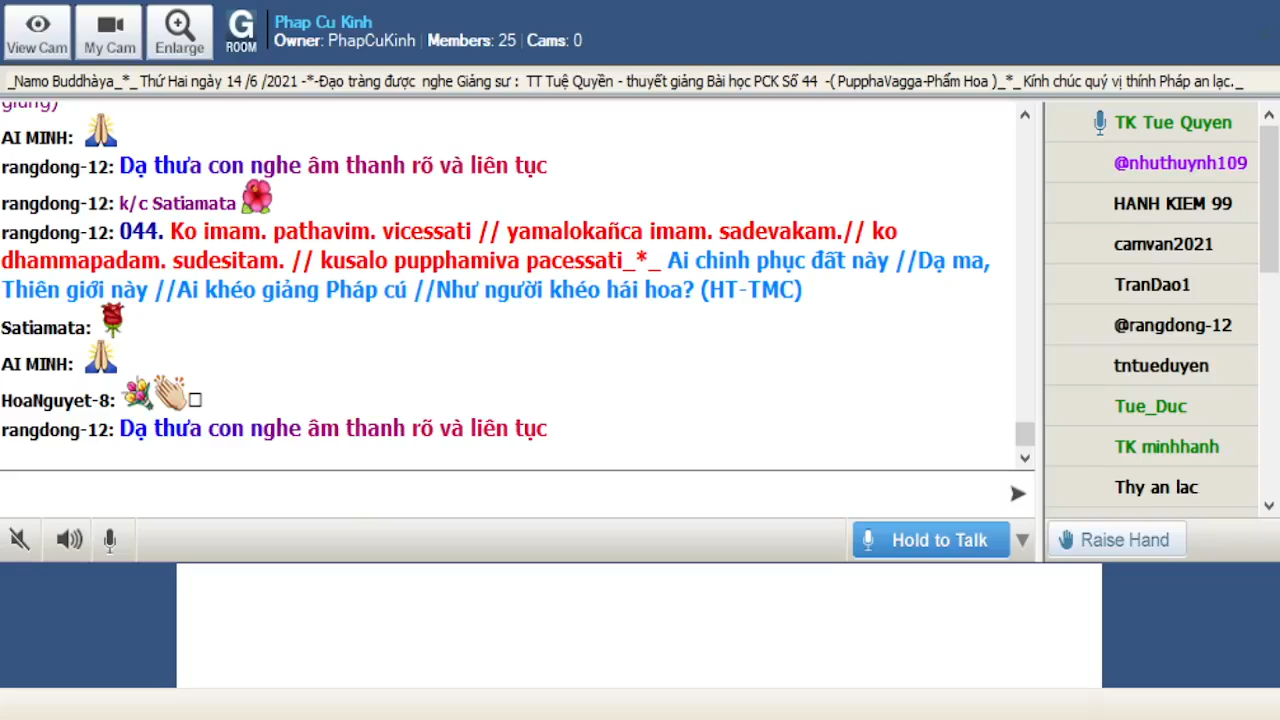 Phap Cu Kinh
Owner: PhapCuKinh Members: 25 Cams: 0
View Cam
My Cam
Enlarge
G
ROOM
_Namo Buddhàya_*_Thứ Hai ngày 14 /6 /2021 -*-Đạo tràng được nghe Giảng sư : TT Tuệ Quyền - thuyết giảng Bài học PCK Số 44 -( PupphaVagga-Phẩm Hoa )_*_Kính chúc quý vị thính Pháp an lạc._
AI MINH: 🙏
rangdong-12: Dạ thưa con nghe âm thanh rõ và liên tục
rangdong-12: k/c Satiamata 🌺
rangdong-12: 044. Ko imam. pathavim. vicessati // yamalokañca imam. sadevakam.// ko
dhammapadam. sudesitam. // kusalo pupphamiva pacessati_*_ Ai chinh phục đất này //Dạ ma,
Thiên giới này //Ai khéo giảng Pháp cú //Như người khéo hái hoa? (HT-TMC)
Satiamata: 🌹
AI MINH: 🙏
HoaNguyet-8: 💐👏□
rangdong-12: Dạ thưa con nghe âm thanh rõ và liên tục
TK Tue Quyen
@nhuthuynh109
HANH KIEM 99
camvan2021
TranDao1
@rangdong-12
tntueduyen
Tue_Duc
TK minhhanh
Thy an lac
Hold to Talk
Raise Hand